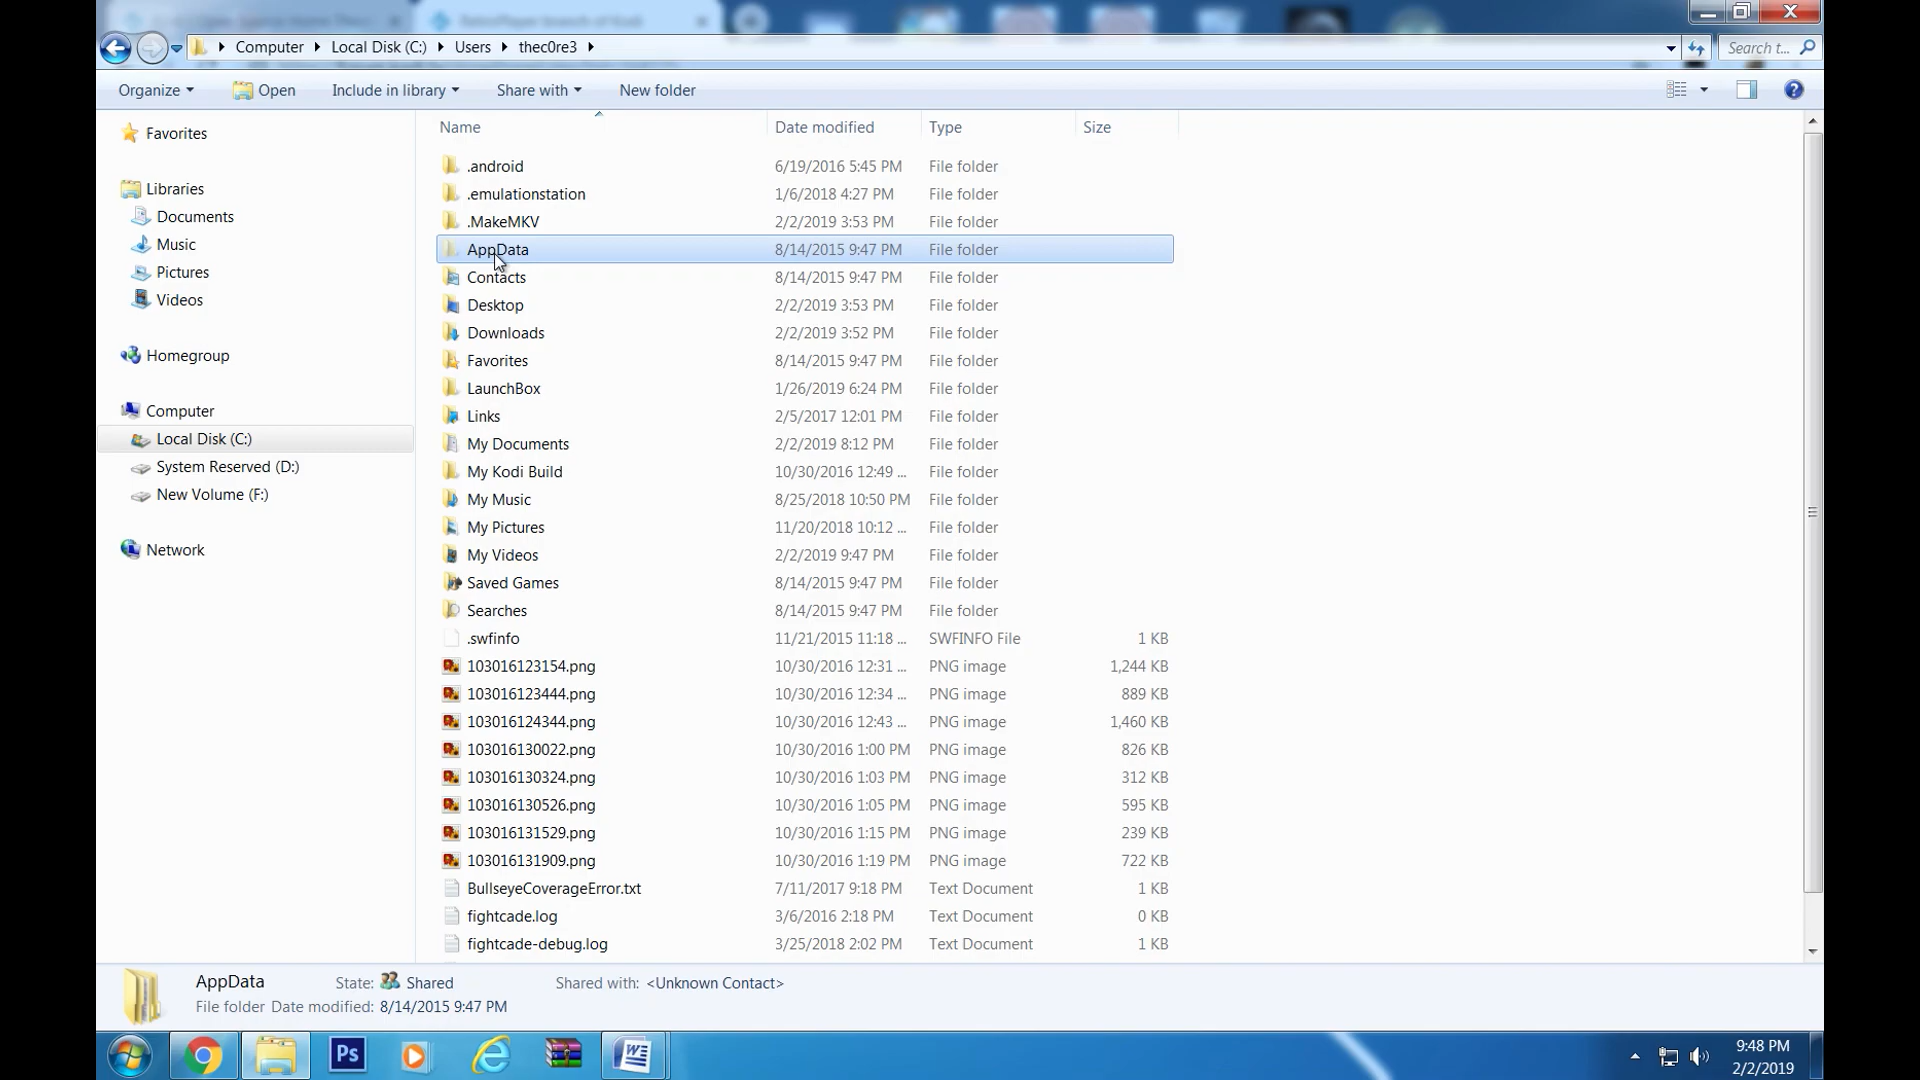 Computer Local Disk (C:) Users thec0re3 Search t...
Organize Open Include in library Share with New folder
Name Date modified Type Size
Favorites
Libraries
Documents
Music
Pictures
Videos
Homegroup
Computer
Local Disk (C:)
System Reserved (D:)
New Volume (F:)
Network
.android 6/19/2016 5:45 PM File folder
.emulationstation 1/6/2018 4:27 PM File folder
.MakeMKV 2/2/2019 3:53 PM File folder
AppData 8/14/2015 9:47 PM File folder
Contacts 8/14/2015 9:47 PM File folder
Desktop 2/2/2019 3:53 PM File folder
Downloads 2/2/2019 3:52 PM File folder
Favorites 8/14/2015 9:47 PM File folder
LaunchBox 1/26/2019 6:24 PM File folder
Links 2/5/2017 12:01 PM File folder
My Documents 2/2/2019 8:12 PM File folder
My Kodi Build 10/30/2016 12:49 ... File folder
My Music 8/25/2018 10:50 PM File folder
My Pictures 11/20/2018 10:12 ... File folder
My Videos 2/2/2019 9:47 PM File folder
Saved Games 8/14/2015 9:47 PM File folder
Searches 8/14/2015 9:47 PM File folder
.swfinfo 11/21/2015 11:18 ... SWFINFO File 1 KB
103016123154.png 10/30/2016 12:31 ... PNG image 1,244 KB
103016123444.png 10/30/2016 12:34 ... PNG image 889 KB
103016124344.png 10/30/2016 12:43 ... PNG image 1,460 KB
103016130022.png 10/30/2016 1:00 PM PNG image 826 KB
103016130324.png 10/30/2016 1:03 PM PNG image 312 KB
103016130526.png 10/30/2016 1:05 PM PNG image 595 KB
103016131529.png 10/30/2016 1:15 PM PNG image 239 KB
103016131909.png 10/30/2016 1:19 PM PNG image 722 KB
BullseyeCoverageError.txt 7/11/2017 9:18 PM Text Document 1 KB
fightcade.log 3/6/2016 2:18 PM Text Document 0 KB
fightcade-debug.log 3/25/2018 2:02 PM Text Document 1 KB
AppData State: Shared Shared with: <Unknown Contact>
File folder Date modified: 8/14/2015 9:47 PM
Ps
9:48 PM
2/2/2019